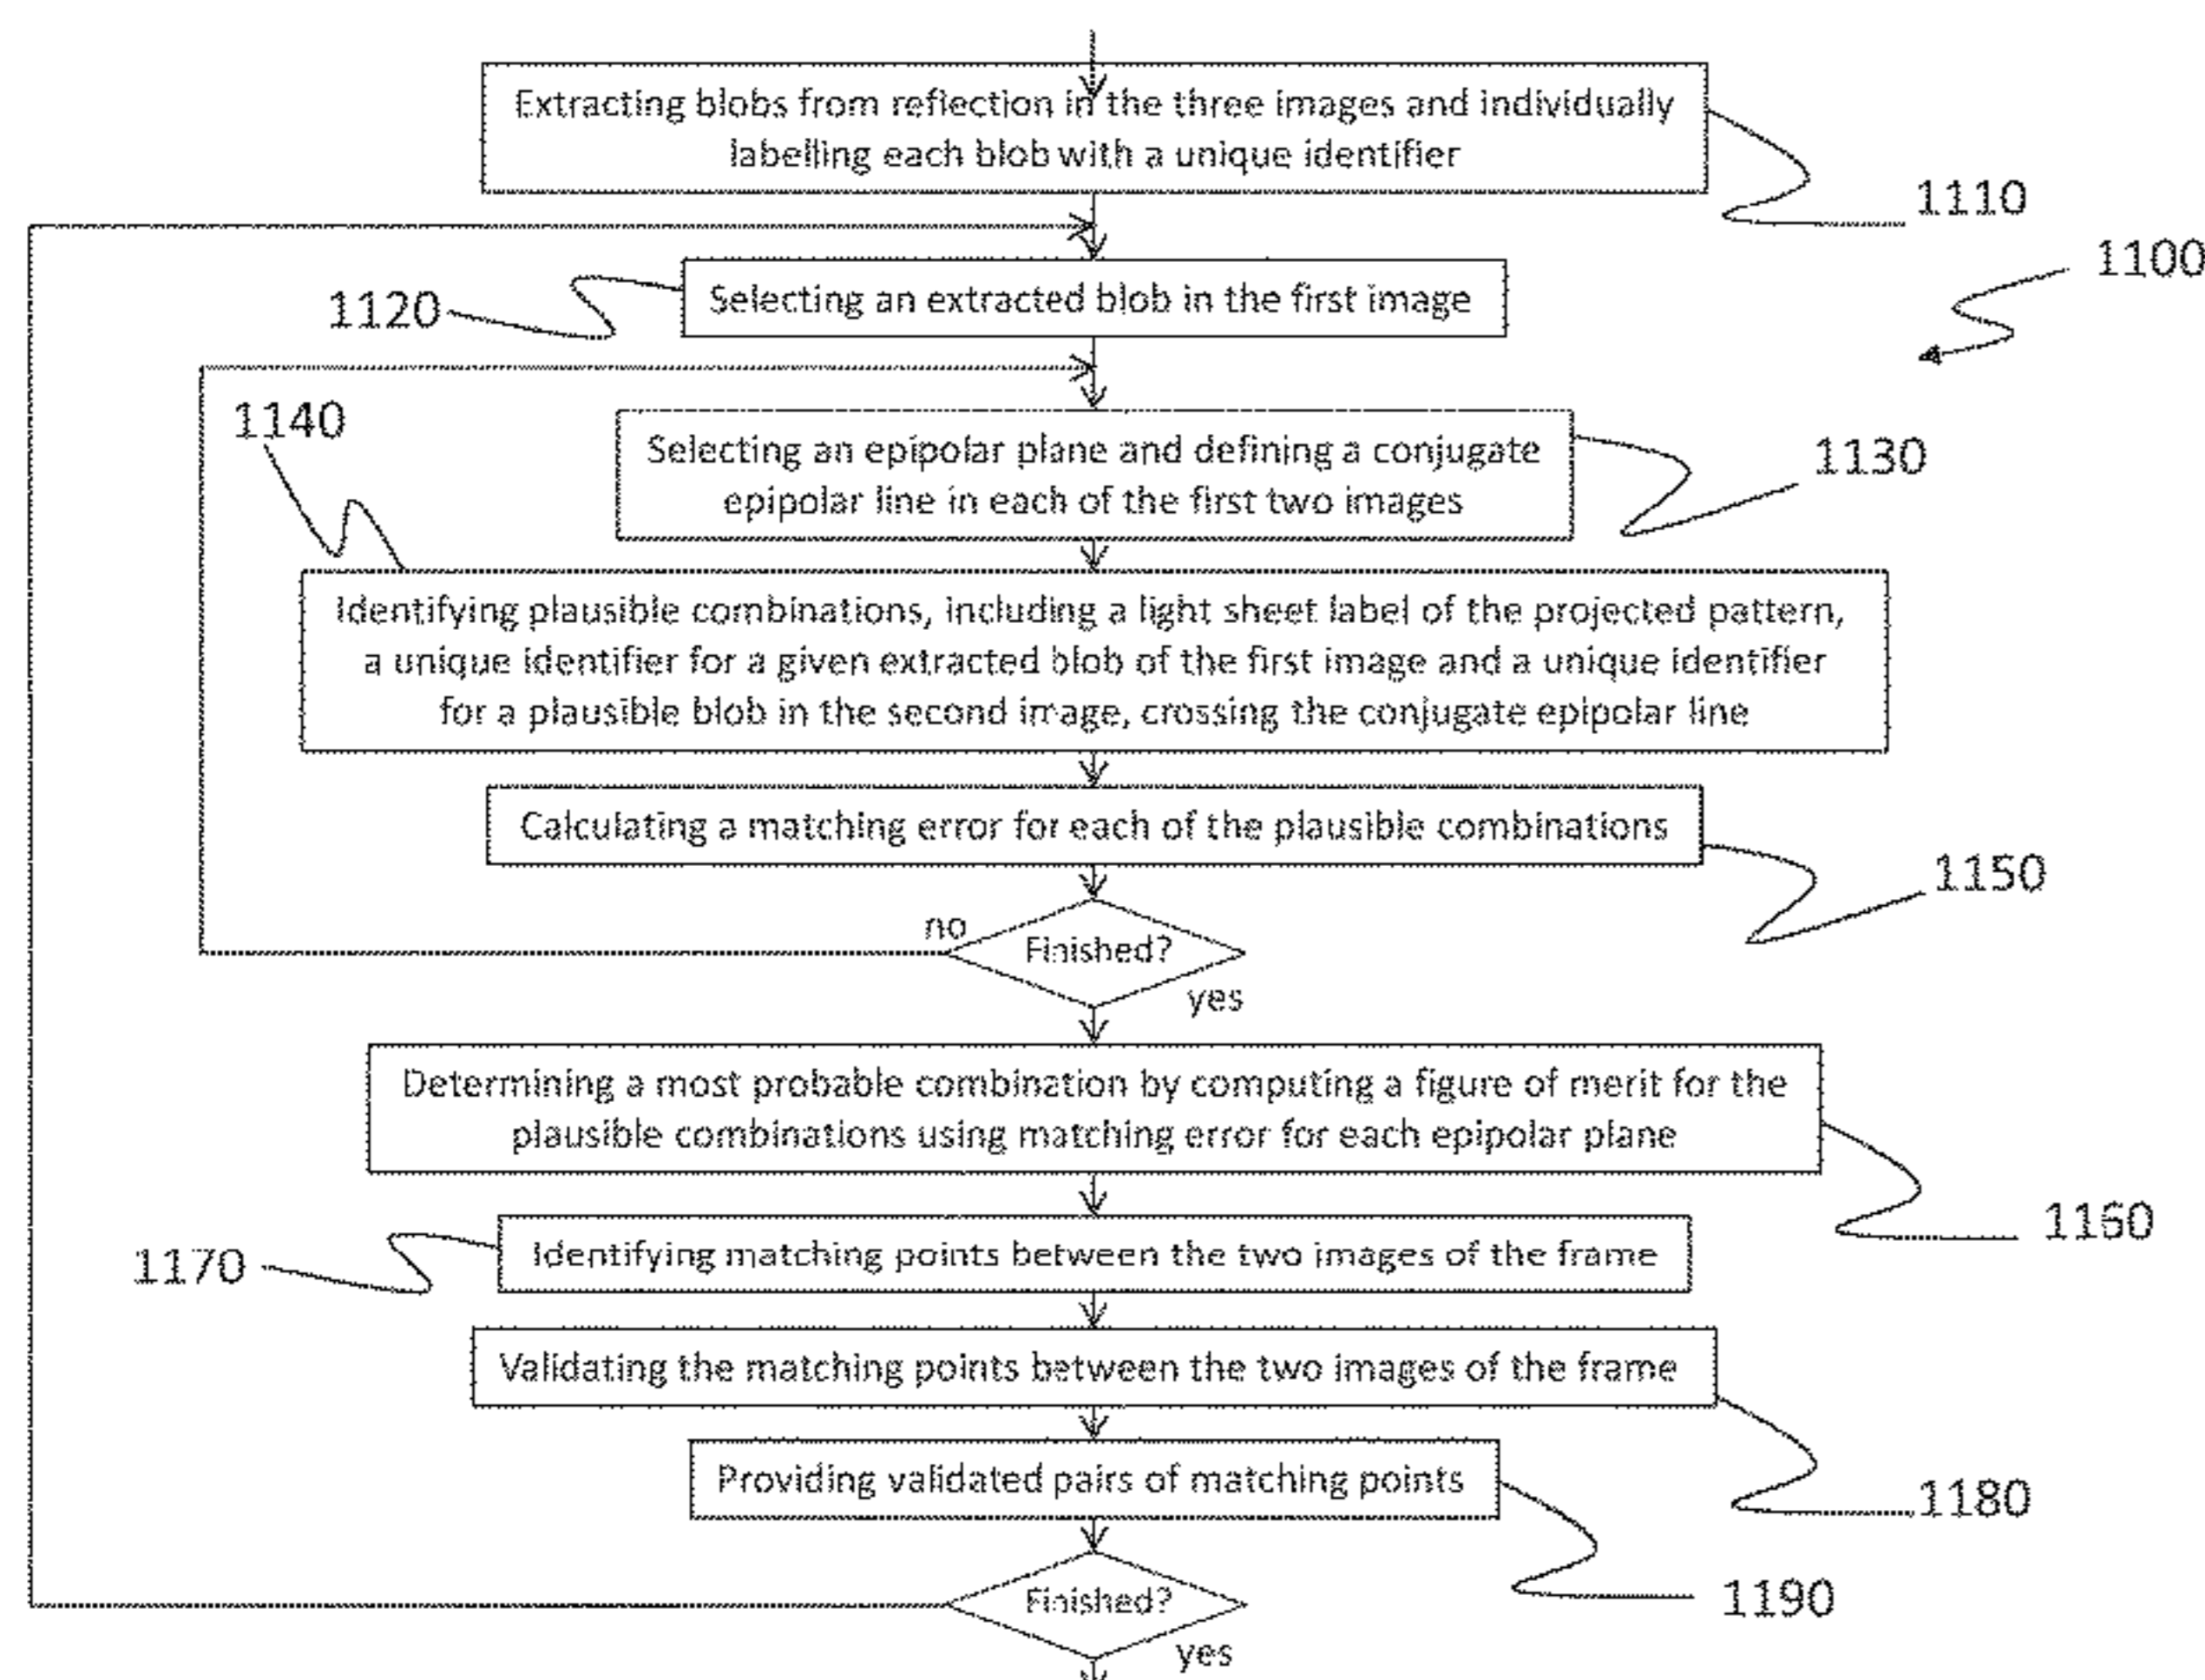 Extracting blobs from reflection in the three images and individually
labelling each blob with a unique identifier
1110
1100
Selecting an extracted blob in the first image
1120
1140
Selecting an epipolar plane and defining a conjugate
epipolar line in each of the first two images
1130
Identifying plausible combinations, including a light sheet label of the projected pattern,
a unique identifier for a given extracted blob of the first image and a unique identifier
for a plausible blob in the second image, crossing the conjugate epipolar line
Calculating a matching error for each of the plausible combinations
1150
no
Finished?
yes
Determining a most probable combination by computing a figure of merit for the
plausible combinations using matching error for each epipolar plane
1160
1170
Identifying matching points between the two images of the frame
Validating the matching points between the two images of the frame
Providing validated pairs of matching points
1180
1190
Finished?
yes